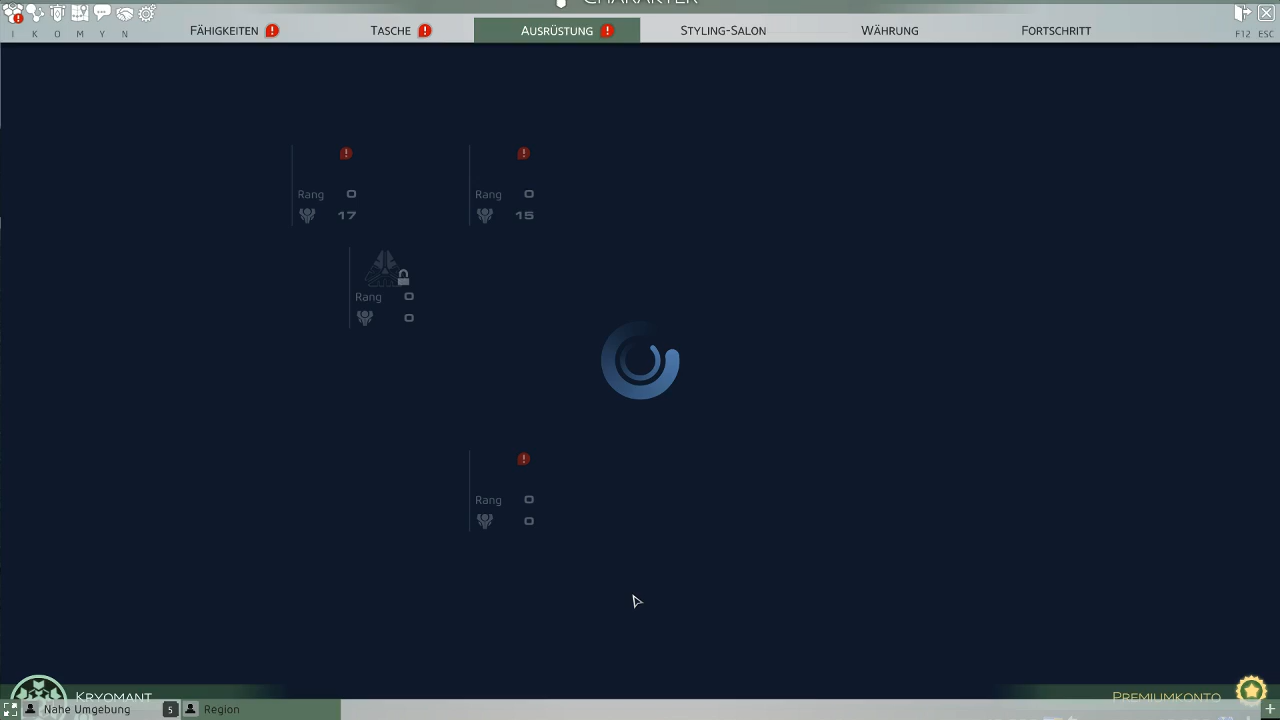 CHARAKTER
I K O M Y N
FÄHIGKEITEN !
TASCHE !
AUSRÜSTUNG !
STYLING-SALON
WÄHRUNG
FORTSCHRITT
F12 ESC
!
Rang 0
17
!
Rang 0
15
Rang 0
0
!
Rang 0
0
KRYOMANT
PREMIUMKONTO
Nahe Umgebung 5
Region